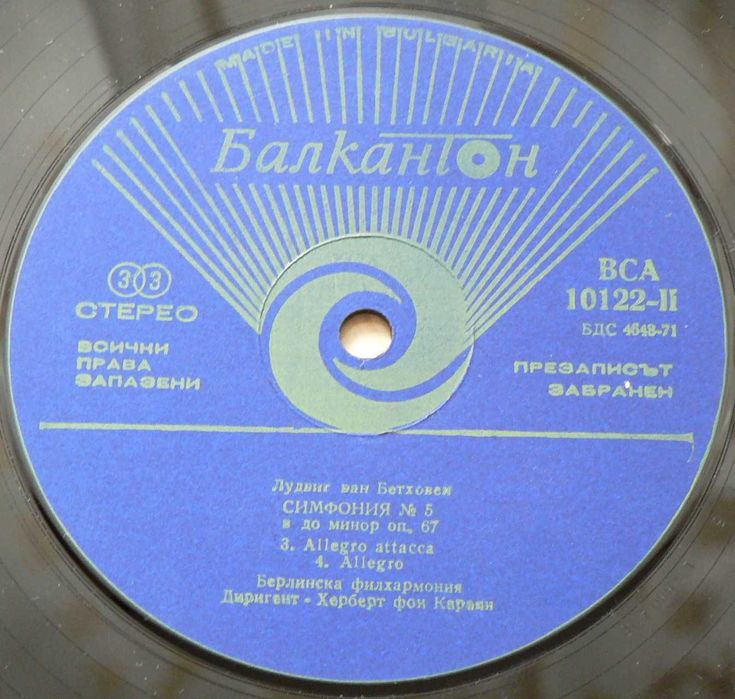 MADE IN BULGARIA
Балкантон
33
СТЕРЕО
ВСИЧНИ
ПРАВА
ЗАПАЗЕНИ
ВСА
10122-II
БДС 4648-71
ПРЕЗАПИСЪТ
ЗАБРАНЕН
Лудвиг ван Бетховен
СИМФОНИЯ № 5
в до минор оп. 67
3. Allegro attacca
4. Allegro
Берлинска филхармония
Диригент - Херберт фон Караян